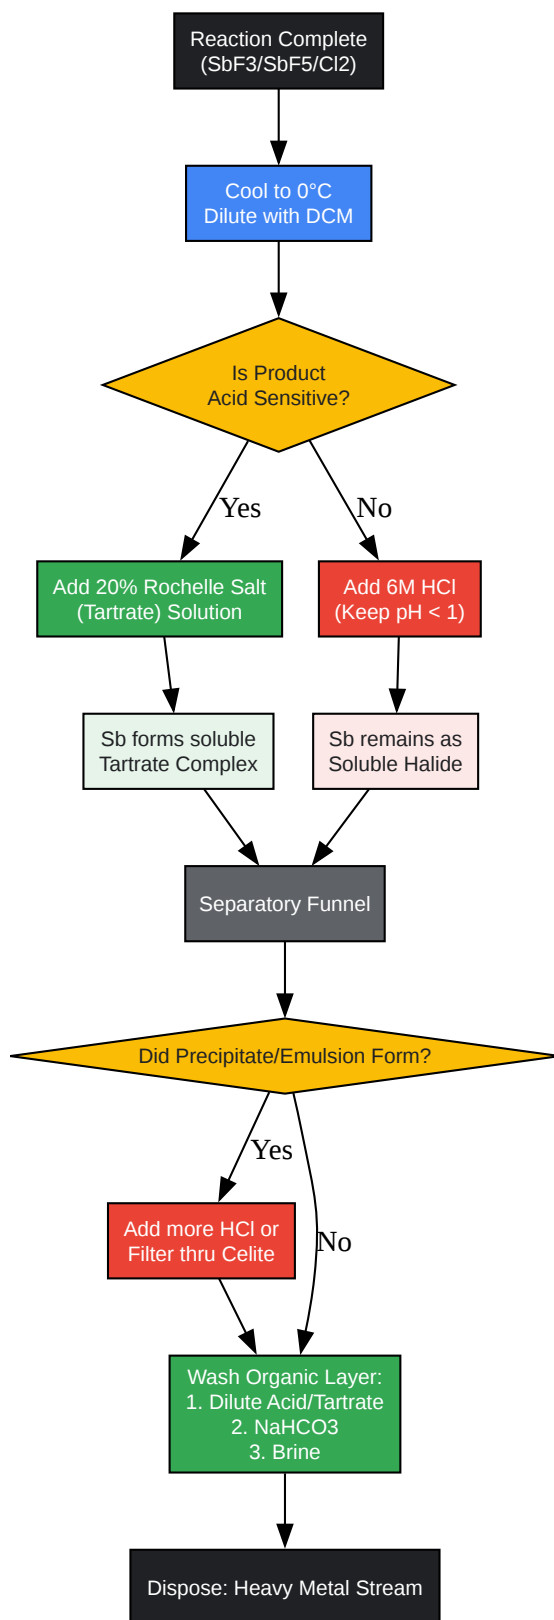 Reaction Complete
(SbF3/SbF5/Cl2)
Cool to 0°C
Dilute with DCM
Is Product
Acid Sensitive?
Yes
No
Add 20% Rochelle Salt
(Tartrate) Solution
Add 6M HCl
(Keep pH < 1)
Sb forms soluble
Tartrate Complex
Sb remains as
Soluble Halide
Separatory Funnel
Did Precipitate/Emulsion Form?
Yes
Add more HCl or
Filter thru Celite
No
Wash Organic Layer:
1. Dilute Acid/Tartrate
2. NaHCO3
3. Brine
Dispose: Heavy Metal Stream